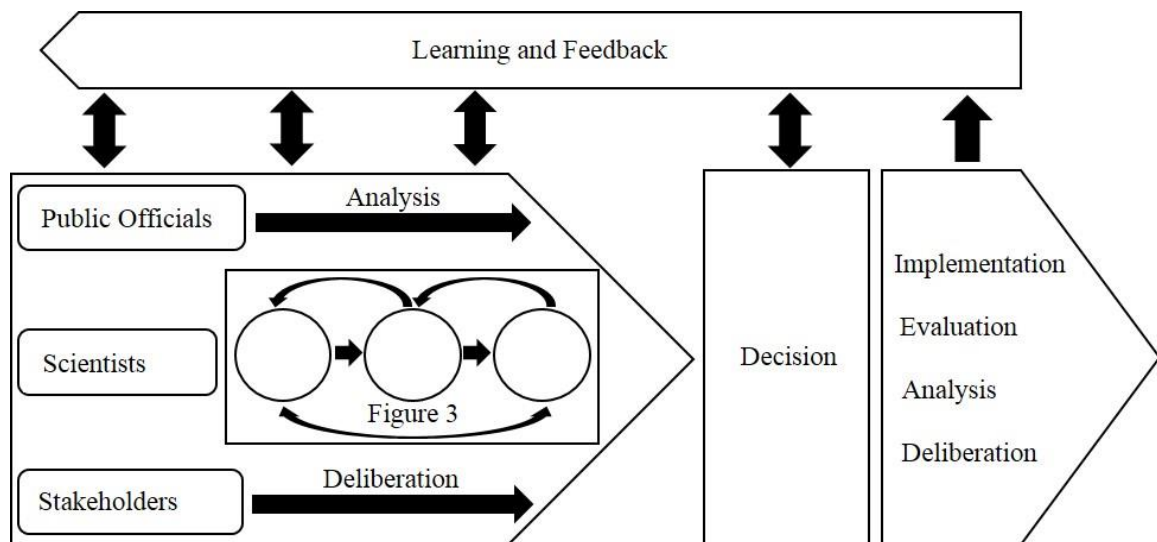 Learning and Feedback
Public Officials
Analysis
Scientists
Figure 3
Stakeholders
Deliberation
Decision
Implementation
Evaluation
Analysis
Deliberation